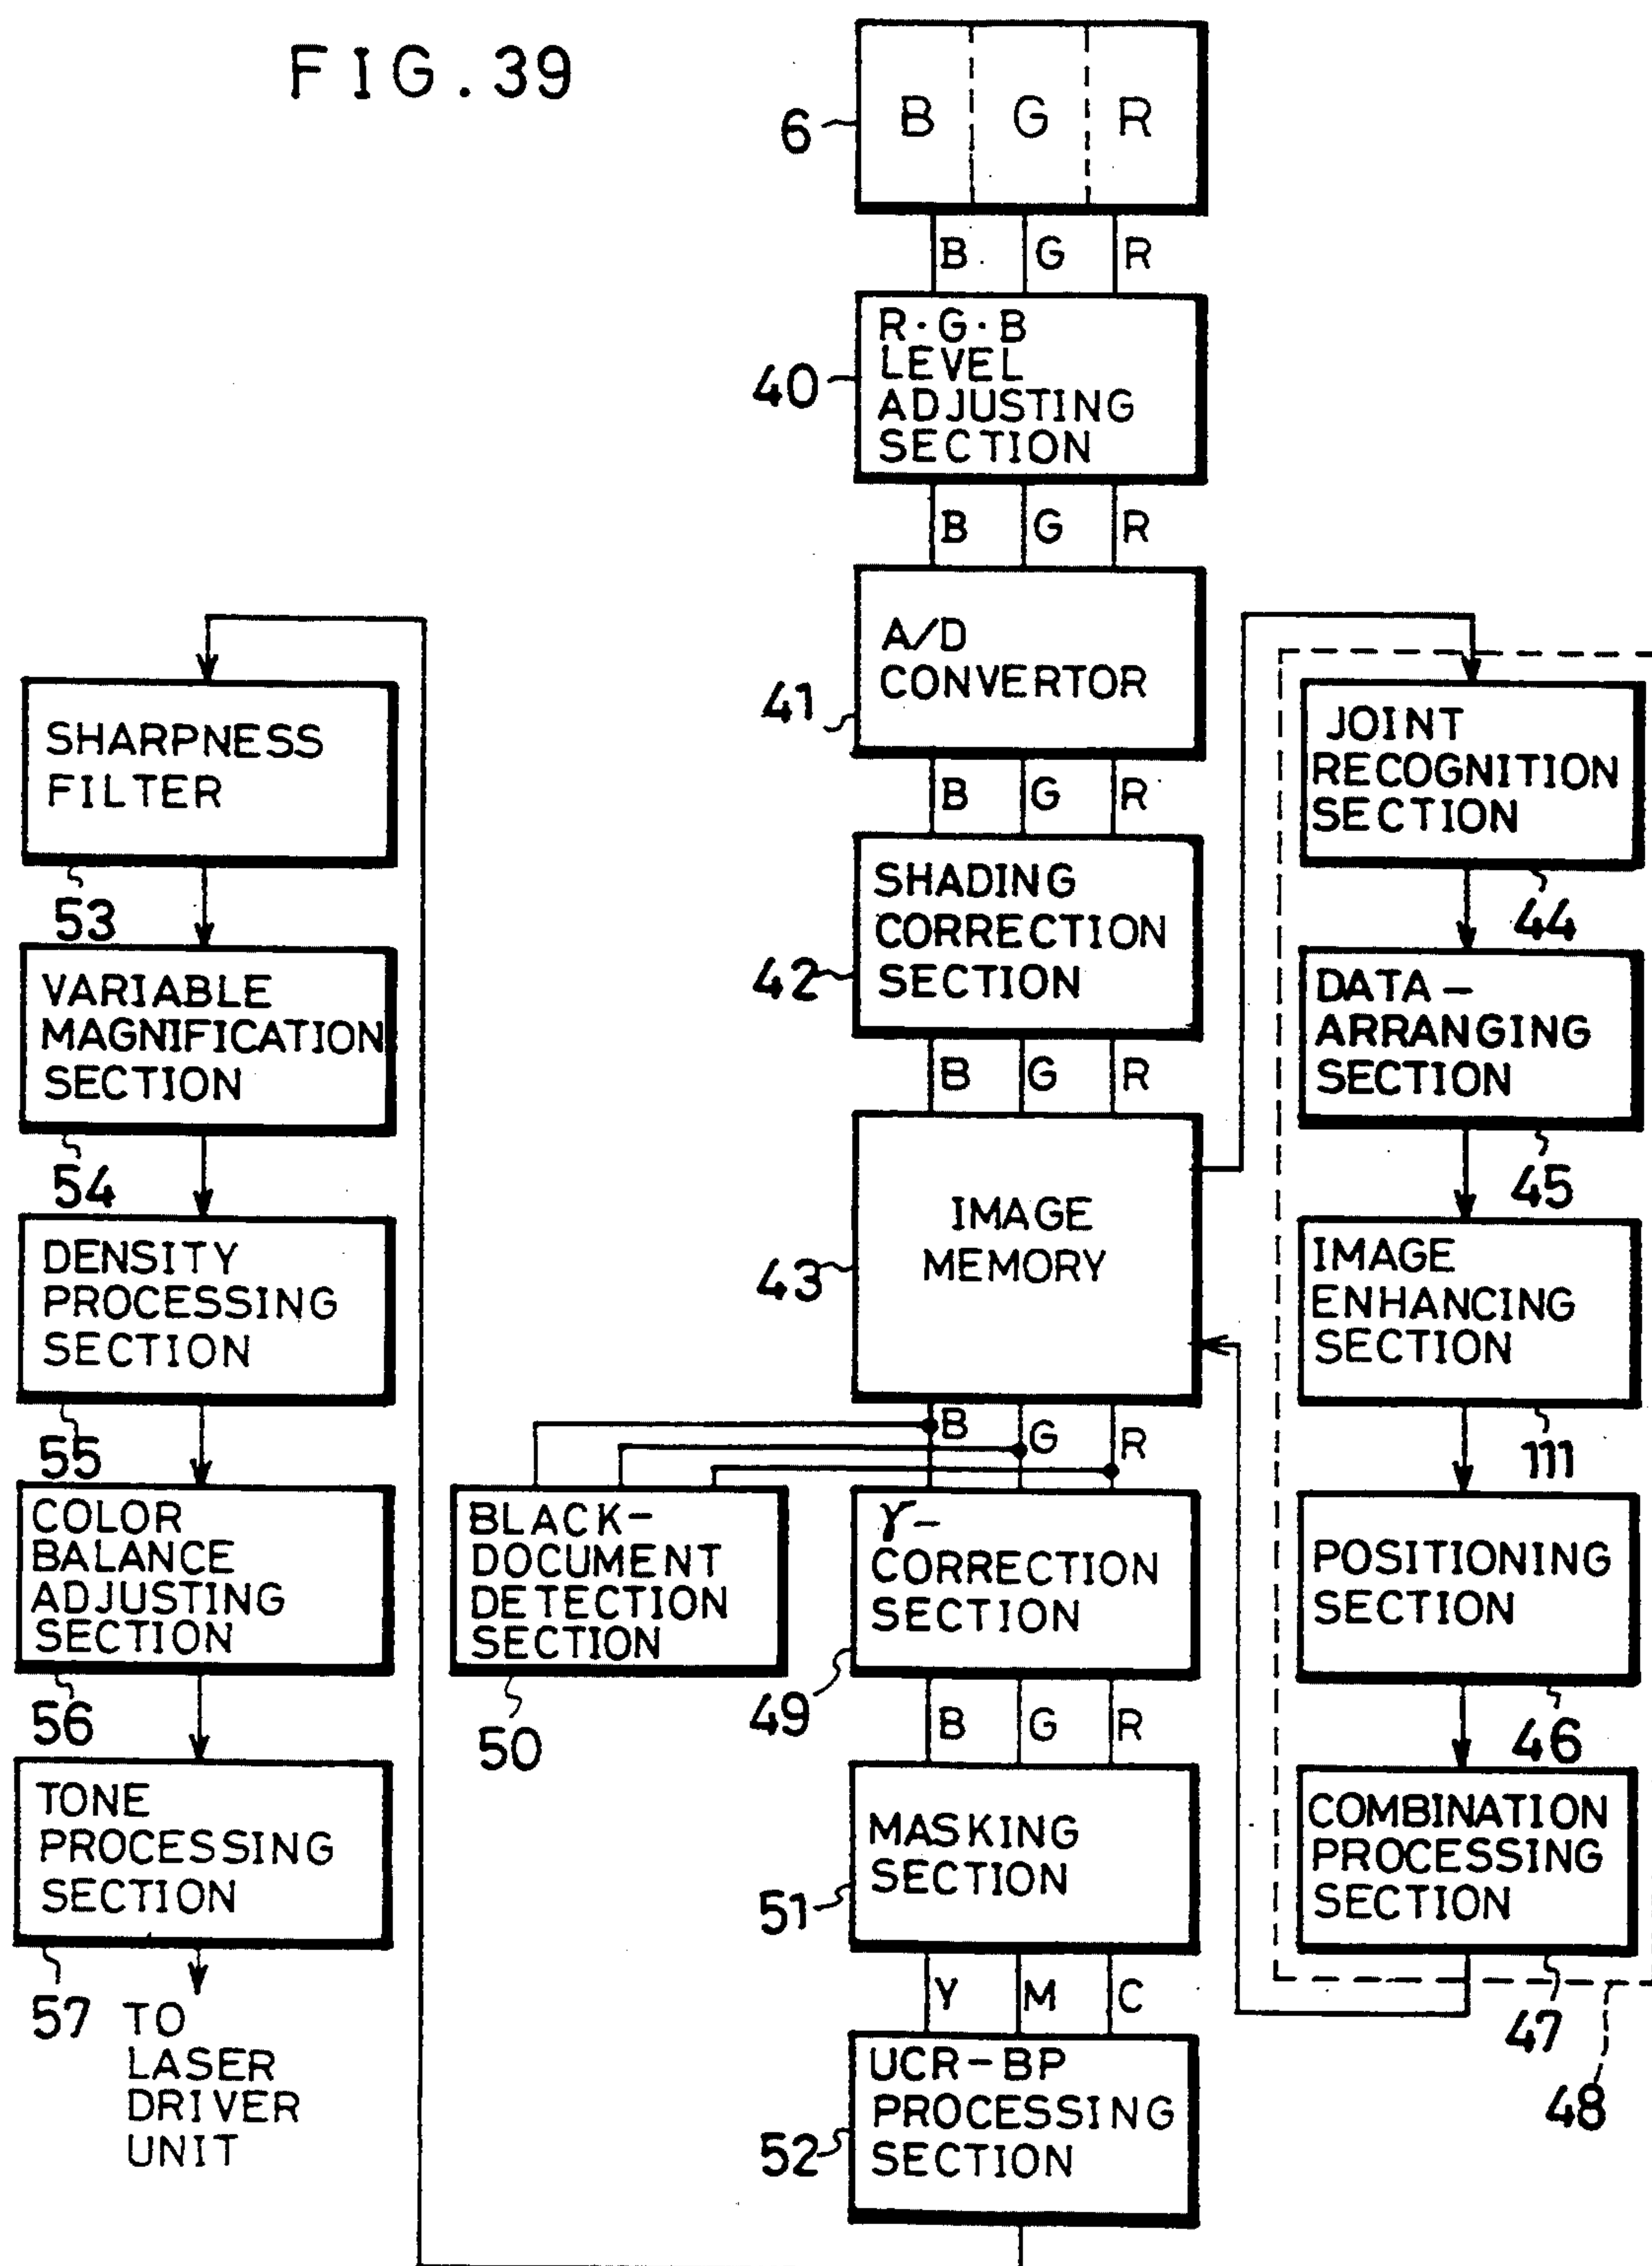 FIG.39
B G R
6
B G R
R·G·B
LEVEL
ADJUSTING
SECTION
40
B G R
A/D
CONVERTOR
41
B G R
SHADING
CORRECTION
SECTION
42
B G R
IMAGE
MEMORY
43
B G R
BLACK-
DOCUMENT
DETECTION
SECTION
50
γ-
CORRECTION
SECTION
49
B G R
MASKING
SECTION
51
Y M C
UCR-BP
PROCESSING
SECTION
52
JOINT
RECOGNITION
SECTION
44
DATA-
ARRANGING
SECTION
45
IMAGE
ENHANCING
SECTION
111
POSITIONING
SECTION
46
COMBINATION
PROCESSING
SECTION
47
48
SHARPNESS
FILTER
53
VARIABLE
MAGNIFICATION
SECTION
54
DENSITY
PROCESSING
SECTION
55
COLOR
BALANCE
ADJUSTING
SECTION
56
TONE
PROCESSING
SECTION
57
TO
LASER
DRIVER
UNIT